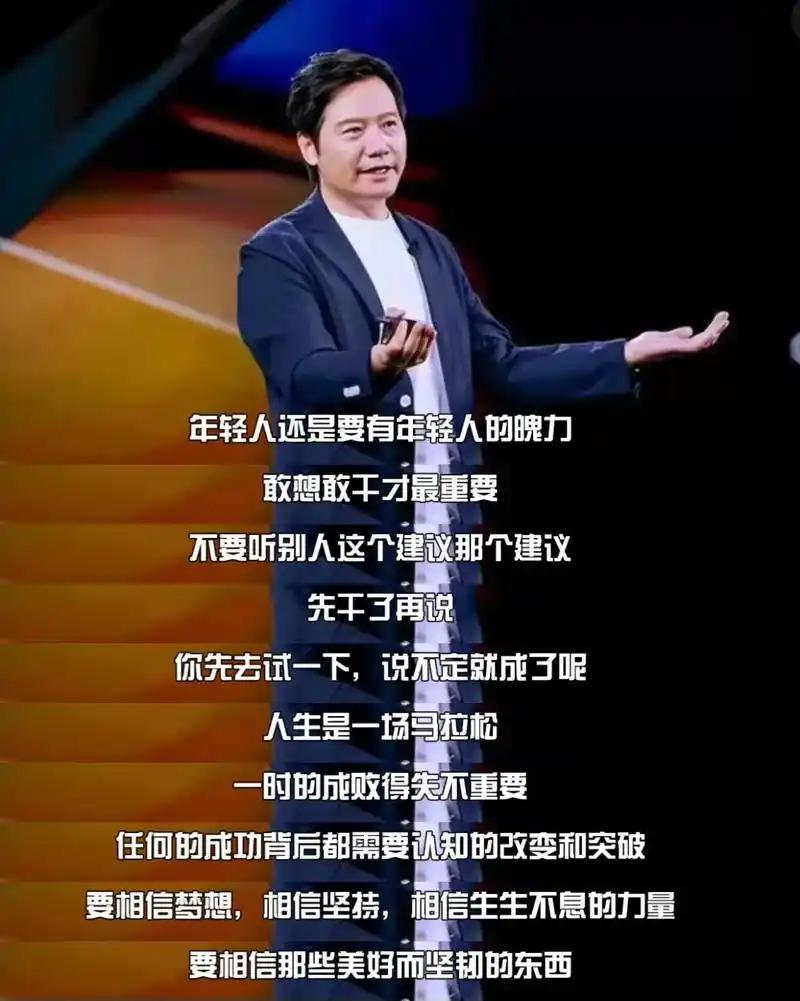 年轻人还是要有年轻人的魄力
敢想敢干才最重要
不要听别人这个建议那个建议
先干了再说
你先去试一下，说不定就成了呢
人生是一场马拉松
一时的成败得失不重要
任何的成功背后都需要认知的改变和突破
要相信梦想，相信坚持，相信生生不息的力量
要相信那些美好而坚韧的东西